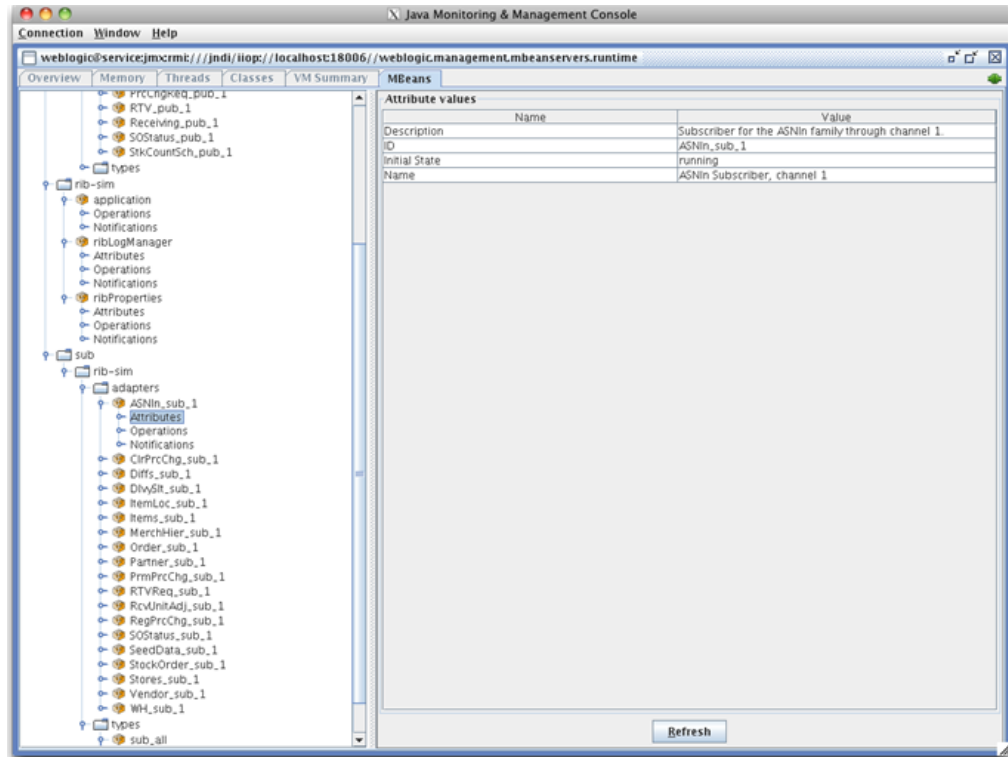 Java Monitoring & Management Console
Connection Window Help
weblogic@service:jmx:rmi:///jndi/iiop://localhost:18006//weblogic.management.mbeanservers.runtime
Overview Memory Threads Classes VM Summary MBeans
PrcChgReq_pub_1
RTV_pub_1
Receiving_pub_1
SOStatus_pub_1
StkCountSch_pub_1
types
rib-sim
application
Operations
Notifications
ribLogManager
Attributes
Operations
Notifications
ribProperties
Attributes
Operations
Notifications
sub
rib-sim
adapters
ASNIn_sub_1
Attributes
Operations
Notifications
ClrPrcChg_sub_1
Diffs_sub_1
DlvySlt_sub_1
ItemLoc_sub_1
Items_sub_1
MerchHier_sub_1
Order_sub_1
Partner_sub_1
PrmPrcChg_sub_1
RTVReq_sub_1
RcvUnitAdj_sub_1
RegPrcChg_sub_1
SOStatus_sub_1
SeedData_sub_1
StockOrder_sub_1
Stores_sub_1
Vendor_sub_1
WH_sub_1
types
sub_all
Attribute values
Name Value
Description Subscriber for the ASNIn family through channel 1.
ID ASNIn_sub_1
Initial State running
Name ASNIn Subscriber, channel 1
Refresh